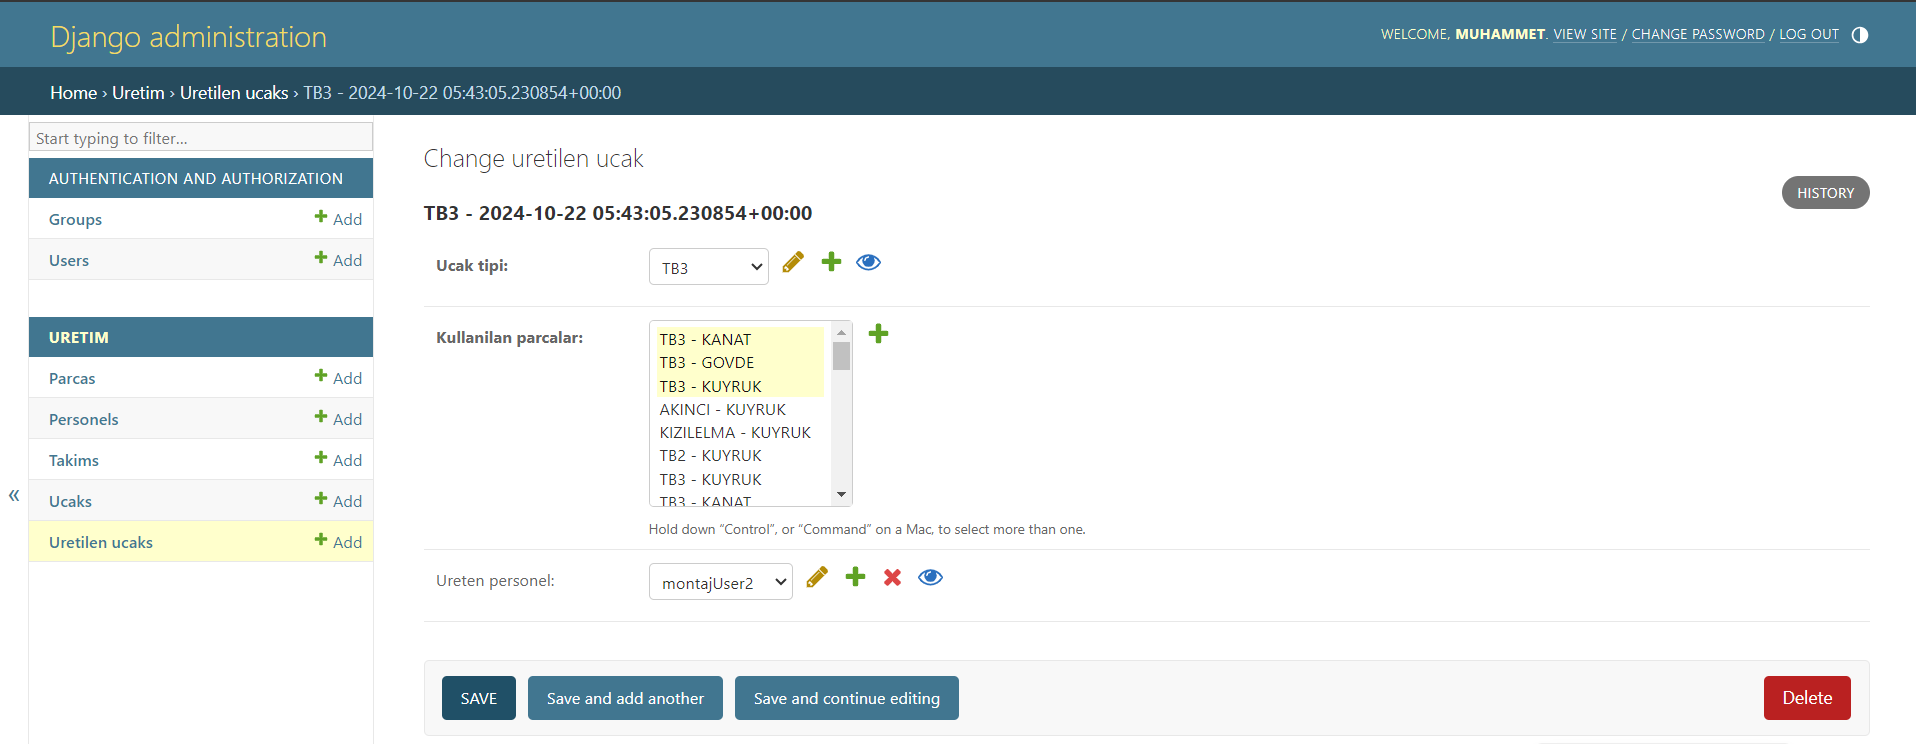 Django administration
WELCOME, MUHAMMET. VIEW SITE / CHANGE PASSWORD / LOG OUT
Home › Uretim › Uretilen ucaks › TB3 - 2024-10-22 05:43:05.230854+00:00
Start typing to filter...
AUTHENTICATION AND AUTHORIZATION
Groups Add
Users Add
URETIM
Parcas Add
Personels Add
Takims Add
Ucaks Add
Uretilen ucaks Add
«
Change uretilen ucak
HISTORY
TB3 - 2024-10-22 05:43:05.230854+00:00
Ucak tipi: TB3
Kullanilan parcalar:
TB3 - KANAT
TB3 - GOVDE
TB3 - KUYRUK
AKINCI - KUYRUK
KIZILELMA - KUYRUK
TB2 - KUYRUK
TB3 - KUYRUK
TB3 - KANAT
Hold down “Control”, or “Command” on a Mac, to select more than one.
Ureten personel: montajUser2
SAVE Save and add another Save and continue editing Delete